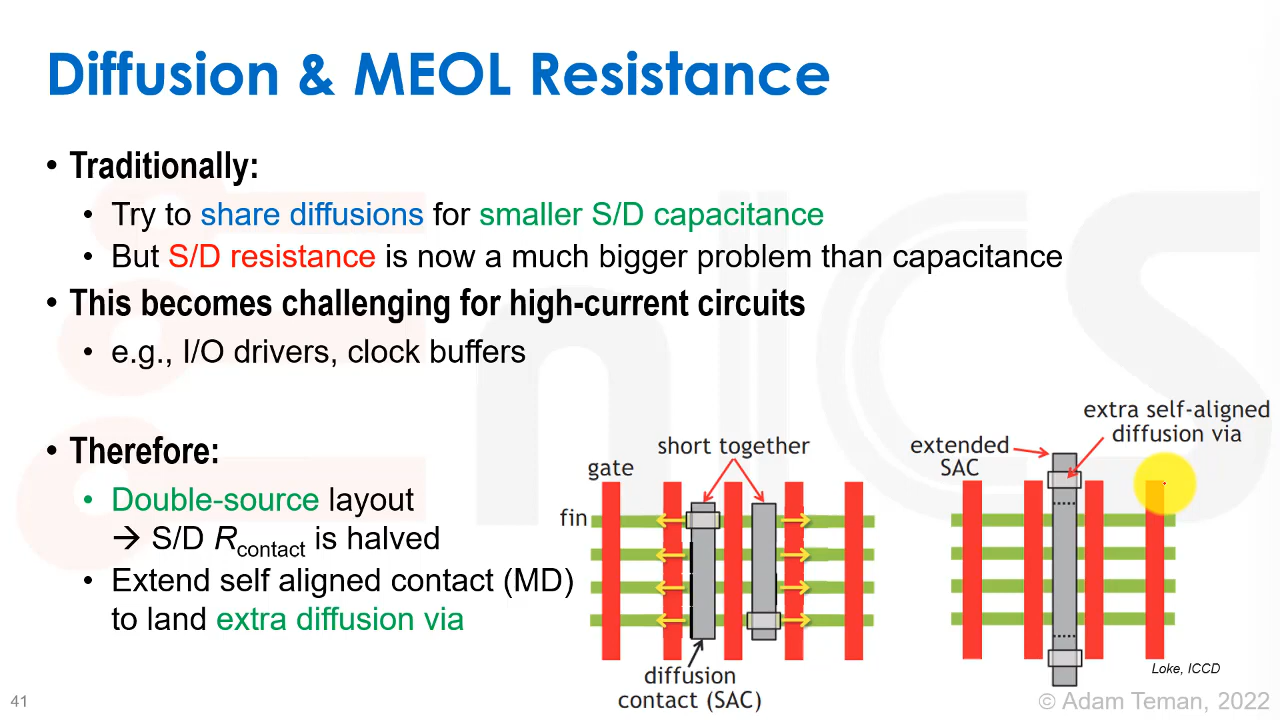 Diffusion & MEOL Resistance
• Traditionally:
• Try to share diffusions for smaller S/D capacitance
• But S/D resistance is now a much bigger problem than capacitance
• This becomes challenging for high-current circuits
• e.g., I/O drivers, clock buffers
• Therefore:
• Double-source layout
→ S/D Rcontact is halved
• Extend self aligned contact (MD)
to land extra diffusion via
short together
gate
fin
diffusion
contact (SAC)
extra self-aligned
diffusion via
extended
SAC
Loke, ICCD
41
© Adam Teman, 2022
nICS